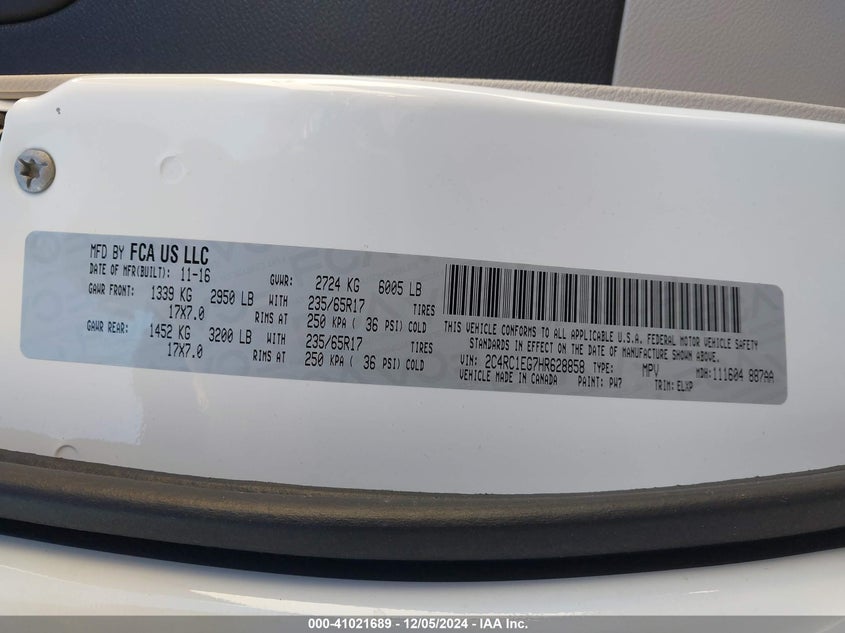 MFD BY FCA US LLC
DATE OF MFR(BUILT): 11-16 GVWR: 2724 KG 6005 LB
GAWR FRONT: 1339 KG 2950 LB WITH 235/65R17 TIRES
17X7.0 RIMS AT 250 KPA ( 36 PSI) COLD
GAWR REAR: 1452 KG 3200 LB WITH 235/65R17 TIRES
17X7.0 RIMS AT 250 KPA ( 36 PSI) COLD
THIS VEHICLE CONFORMS TO ALL APPLICABLE U.S.A. FEDERAL MOTOR VEHICLE SAFETY
STANDARDS IN EFFECT ON THE DATE OF MANUFACTURE SHOWN ABOVE.
VIN: 2C4RC1EG7HR628858 TYPE: MPV MDH:111604 887AA
VEHICLE MADE IN CANADA PAINT: PW7 TRIM: ELXP
000-41021689 - 12/05/2024 - IAA Inc.